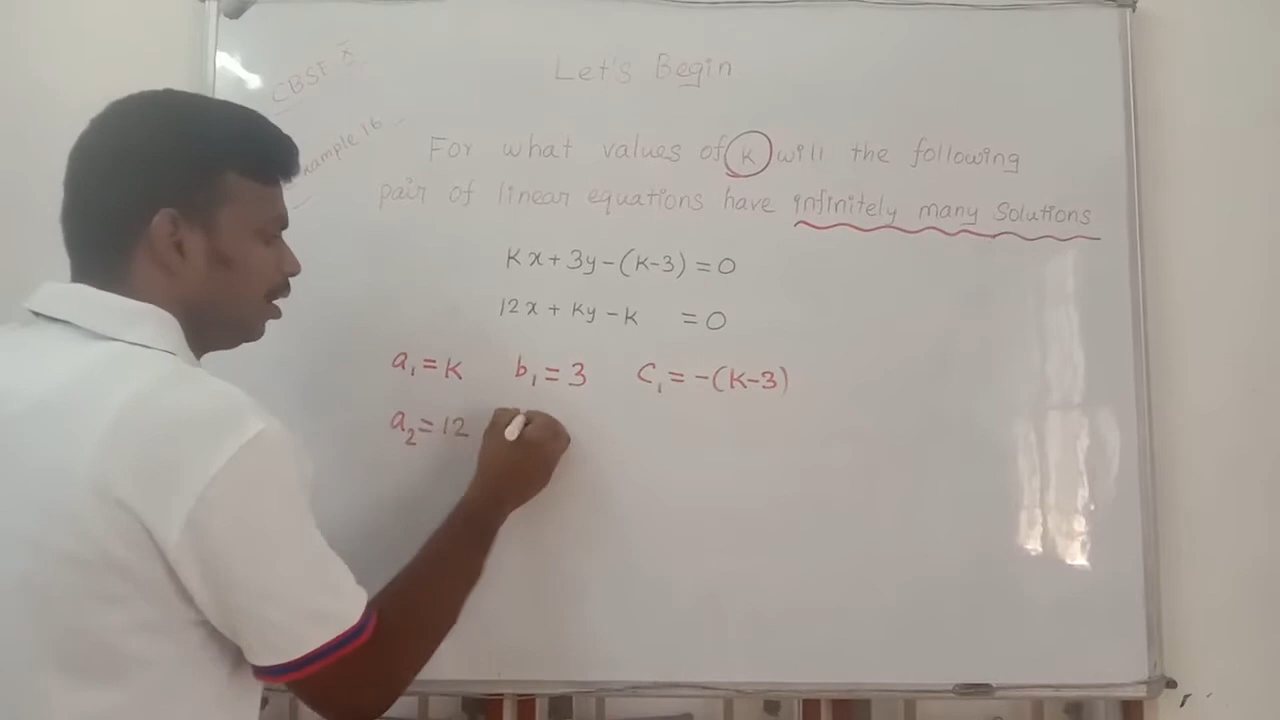 CBSE X
Let's Begin
Example 16
For what values of k will the following
pair of linear equations have infinitely many solutions
Kx+3y-(K-3)=0
12x+Ky-K =0
a₁=K b₁=3 C₁=-(K-3)
a₂=12